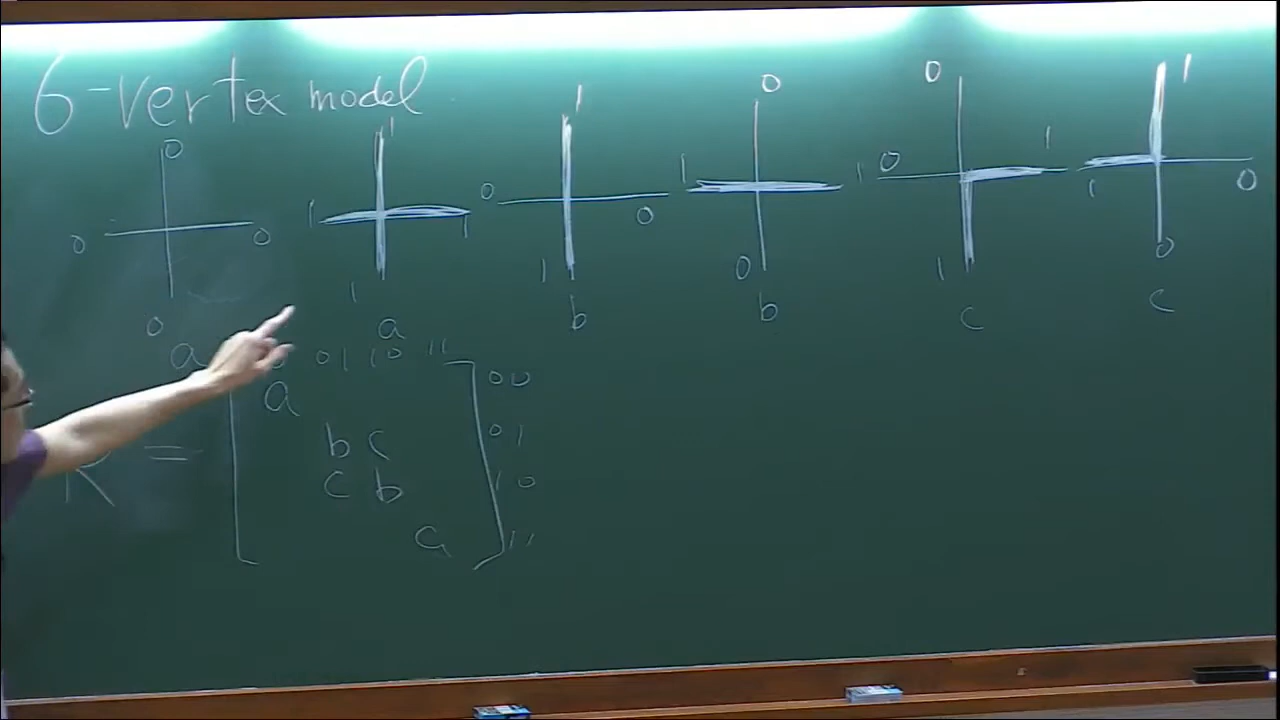 6-vertex model
0 1 1 0 0 1
0 0 1 1 0 0 1 1 0 1 1 0
0 1 1 0 1 0
a a b b c c
0 01 10 11
R = [ a ] 00
b c 01
c b 10
a 11